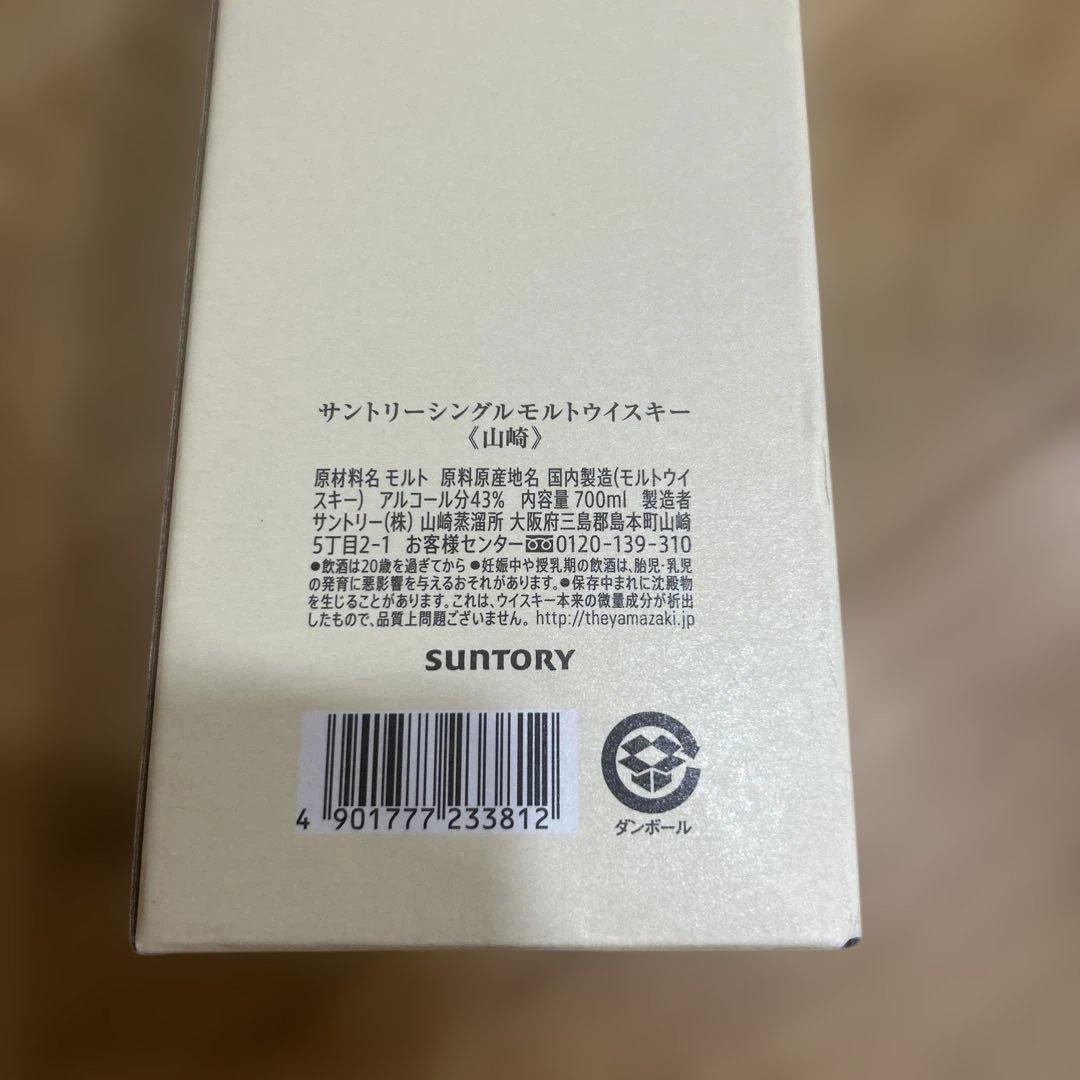 サントリーシングルモルトウイスキー
《山崎》
原材料名 モルト 原料原産地名 国内製造(モルトウイ
スキー) アルコール分43% 内容量 700ml 製造者
サントリー(株) 山崎蒸溜所 大阪府三島郡島本町山崎
5丁目2-1 お客様センター 0120-139-310
●飲酒は20歳を過ぎてから ●妊娠中や授乳期の飲酒は、胎児・乳児
の発育に悪影響を与えるおそれがあります。●保存中まれに沈殿物
を生じることがあります。これは、ウイスキー本来の微量成分が析出
したもので、品質上問題ございません。 http://theyamazaki.jp
SUNTORY
4 901777 233812
ダンボール